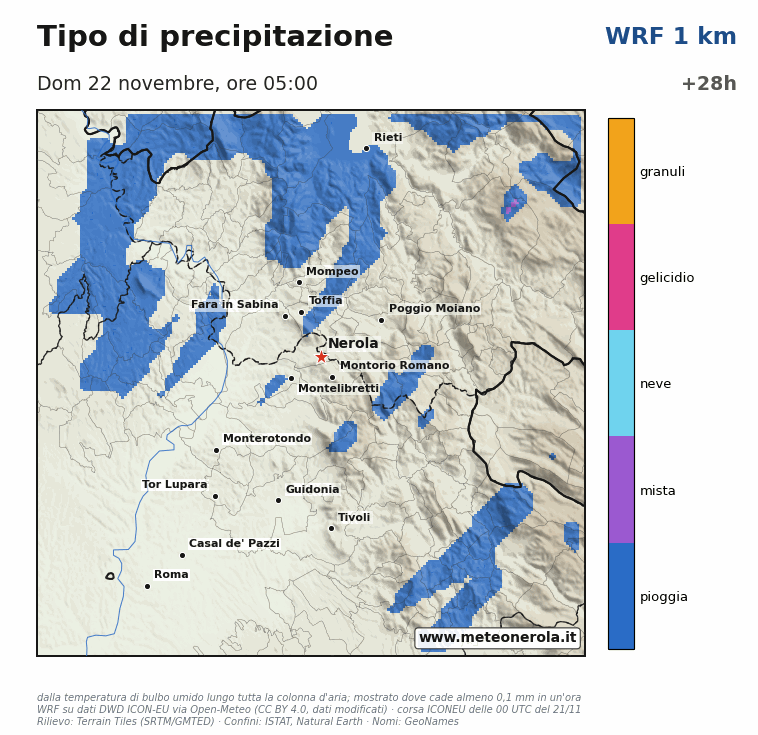 Tipo di precipitazione
WRF 1 km
Dom 22 novembre, ore 05:00
+28h
Rieti
granuli
gelicidio
neve
mista
pioggia
Mompeo
Fara in Sabina
Toffia
Poggio Moiano
Nerola
Montorio Romano
Montelibretti
Monterotondo
Tor Lupara
Guidonia
Tivoli
Casal de' Pazzi
Roma
www.meteonerola.it
dalla temperatura di bulbo umido lungo tutta la colonna d'aria; mostrato dove cade almeno 0,1 mm in un'ora
WRF su dati DWD ICON-EU via Open-Meteo (CC BY 4.0, dati modificati) · corsa ICONEU delle 00 UTC del 21/11
Rilievo: Terrain Tiles (SRTM/GMTED) · Confini: ISTAT, Natural Earth · Nomi: GeoNames